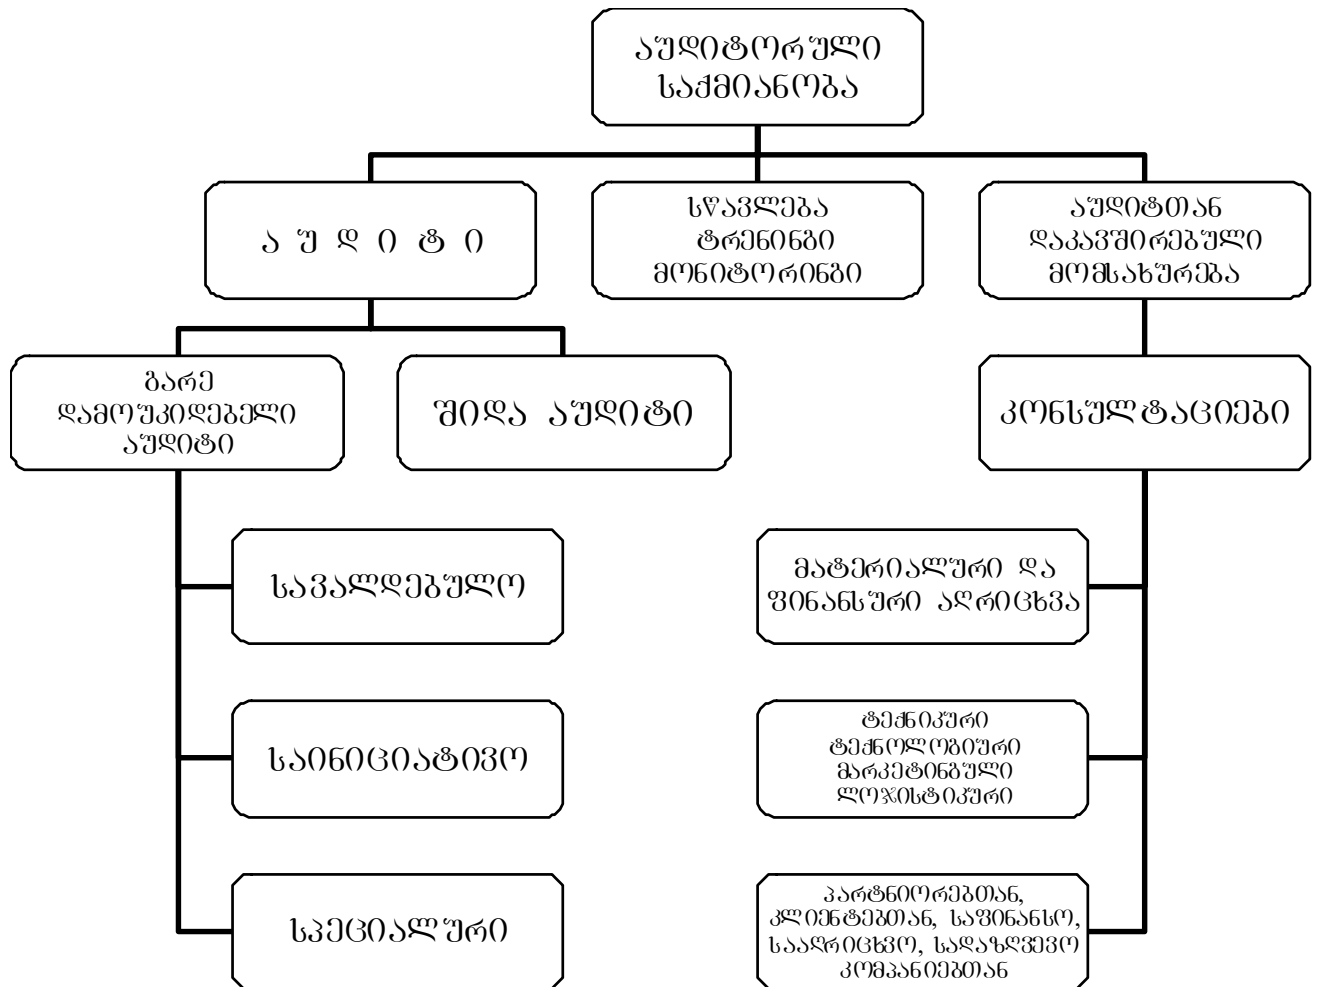 აუდიტორული
საქმიანობა
ა უ დ ი ტ ი
სწავლება
ტრენინგი
მონიტორინგი
აუდიტთან
დაკავშირებული
მომსახურება
გარე
დამოუკიდებელი
აუდიტი
შიდა აუდიტი
კონსულტაციები
სავალდებულო
მატერიალური და
ფინანსური აღრიცხვა
საინიციატივო
ტექნიკური
ტექნოლოგიური
მარკეტინგული
ლოჯისტიკური
სპეციალური
პარტნიორებთან,
კლიენტებთან, საფინანსო,
სააღრიცხვო, სადაზღვევო
კომპანიებთან